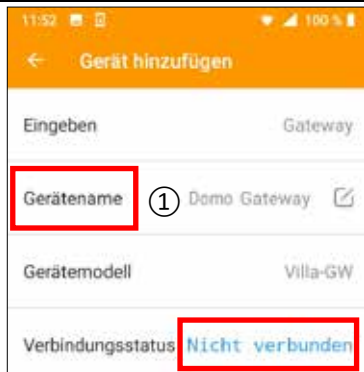 11:52 100 %
Gerät hinzufügen
Eingeben Gateway
Gerätename ① Domo Gateway
Gerätemodell Villa-GW
Verbindungsstatus Nicht verbunden